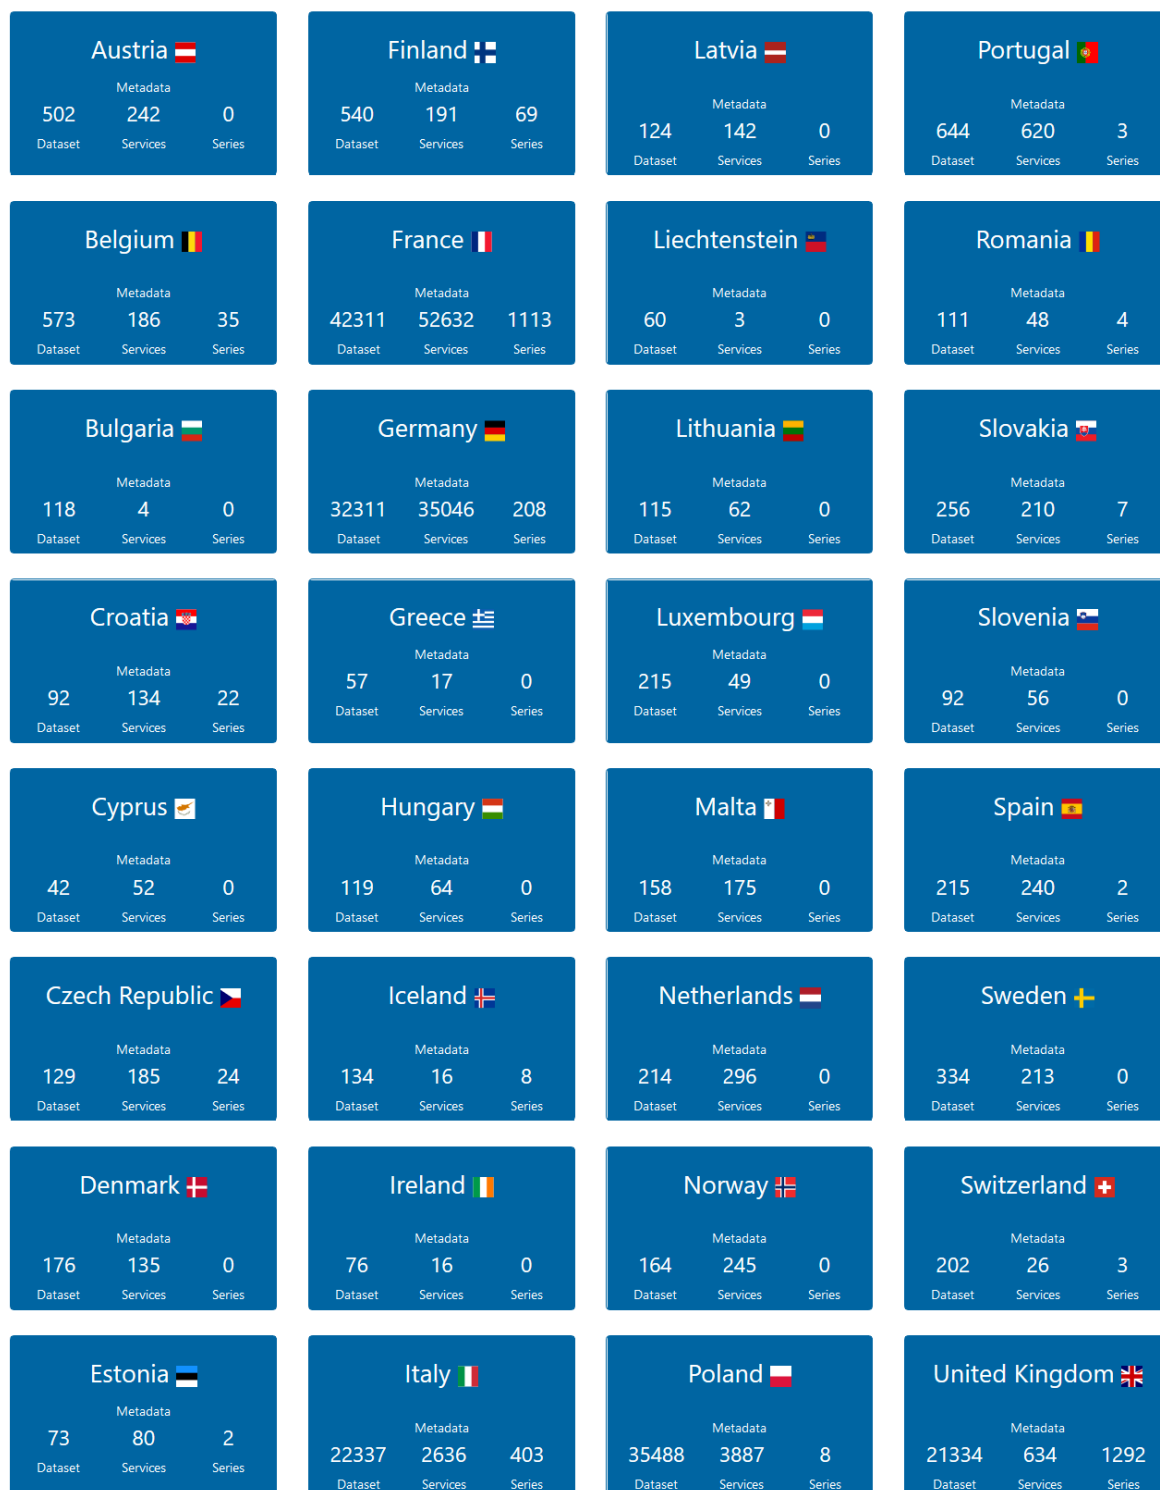 Austria
Metadata
502 242 0
Dataset Services Series
Finland
Metadata
540 191 69
Dataset Services Series
Latvia
Metadata
124 142 0
Dataset Services Series
Portugal
Metadata
644 620 3
Dataset Services Series
Belgium
Metadata
573 186 35
Dataset Services Series
France
Metadata
42311 52632 1113
Dataset Services Series
Liechtenstein
Metadata
60 3 0
Dataset Services Series
Romania
Metadata
111 48 4
Dataset Services Series
Bulgaria
Metadata
118 4 0
Dataset Services Series
Germany
Metadata
32311 35046 208
Dataset Services Series
Lithuania
Metadata
115 62 0
Dataset Services Series
Slovakia
Metadata
256 210 7
Dataset Services Series
Croatia
Metadata
92 134 22
Dataset Services Series
Greece
Metadata
57 17 0
Dataset Services Series
Luxembourg
Metadata
215 49 0
Dataset Services Series
Slovenia
Metadata
92 56 0
Dataset Services Series
Cyprus
Metadata
42 52 0
Dataset Services Series
Hungary
Metadata
119 64 0
Dataset Services Series
Malta
Metadata
158 175 0
Dataset Services Series
Spain
Metadata
215 240 2
Dataset Services Series
Czech Republic
Metadata
129 185 24
Dataset Services Series
Iceland
Metadata
134 16 8
Dataset Services Series
Netherlands
Metadata
214 296 0
Dataset Services Series
Sweden
Metadata
334 213 0
Dataset Services Series
Denmark
Metadata
176 135 0
Dataset Services Series
Ireland
Metadata
76 16 0
Dataset Services Series
Norway
Metadata
164 245 0
Dataset Services Series
Switzerland
Metadata
202 26 3
Dataset Services Series
Estonia
Metadata
73 80 2
Dataset Services Series
Italy
Metadata
22337 2636 403
Dataset Services Series
Poland
Metadata
35488 3887 8
Dataset Services Series
United Kingdom
Metadata
21334 634 1292
Dataset Services Series